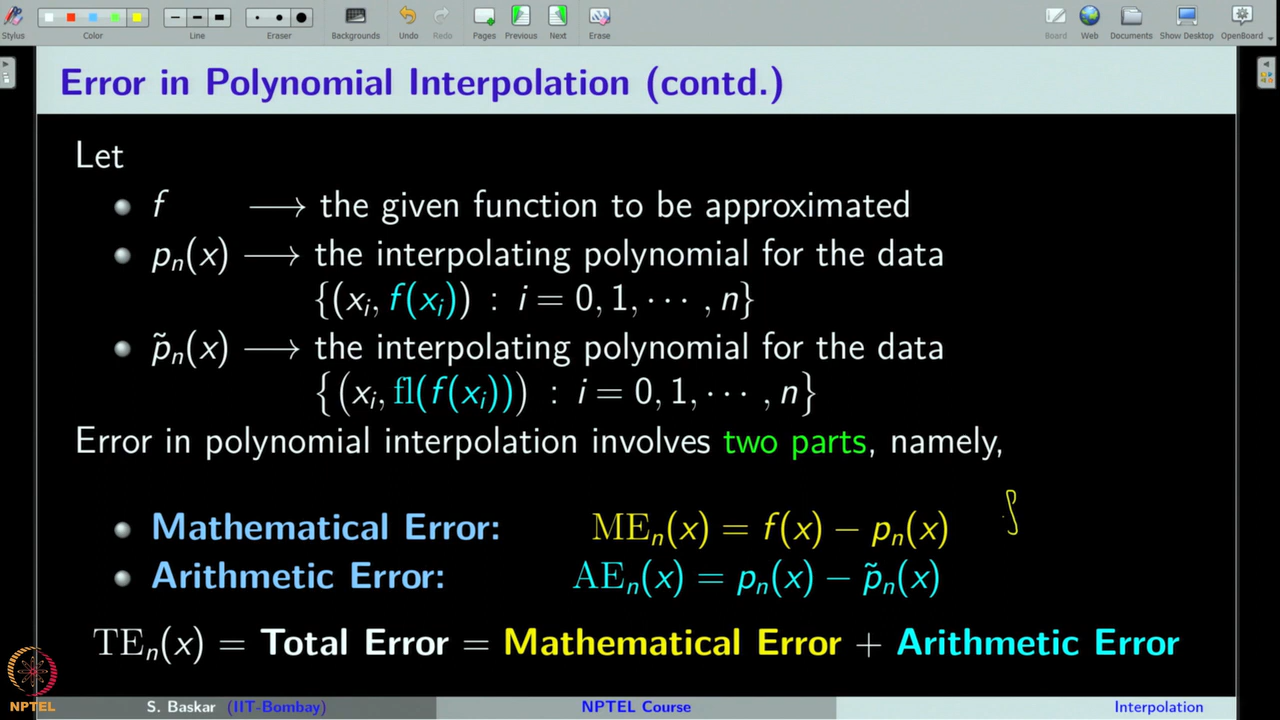 Stylus
Color
Line
Eraser
Backgrounds
Undo
Redo
Pages
Previous
Next
Erase
Board
Web
Documents
Show Desktop
OpenBoard
Error in Polynomial Interpolation (contd.)
Let
f ⟶ the given function to be approximated
pₙ(x) ⟶ the interpolating polynomial for the data
{(xᵢ, f(xᵢ)) : i = 0, 1, ⋯ , n}
p̃ₙ(x) ⟶ the interpolating polynomial for the data
{(xᵢ, fl(f(xᵢ))) : i = 0, 1, ⋯ , n}
Error in polynomial interpolation involves two parts, namely,
Mathematical Error: MEₙ(x) = f(x) − pₙ(x)
Arithmetic Error: AEₙ(x) = pₙ(x) − p̃ₙ(x)
TEₙ(x) = Total Error = Mathematical Error + Arithmetic Error
NPTEL
S. Baskar (IIT-Bombay)
NPTEL Course
Interpolation